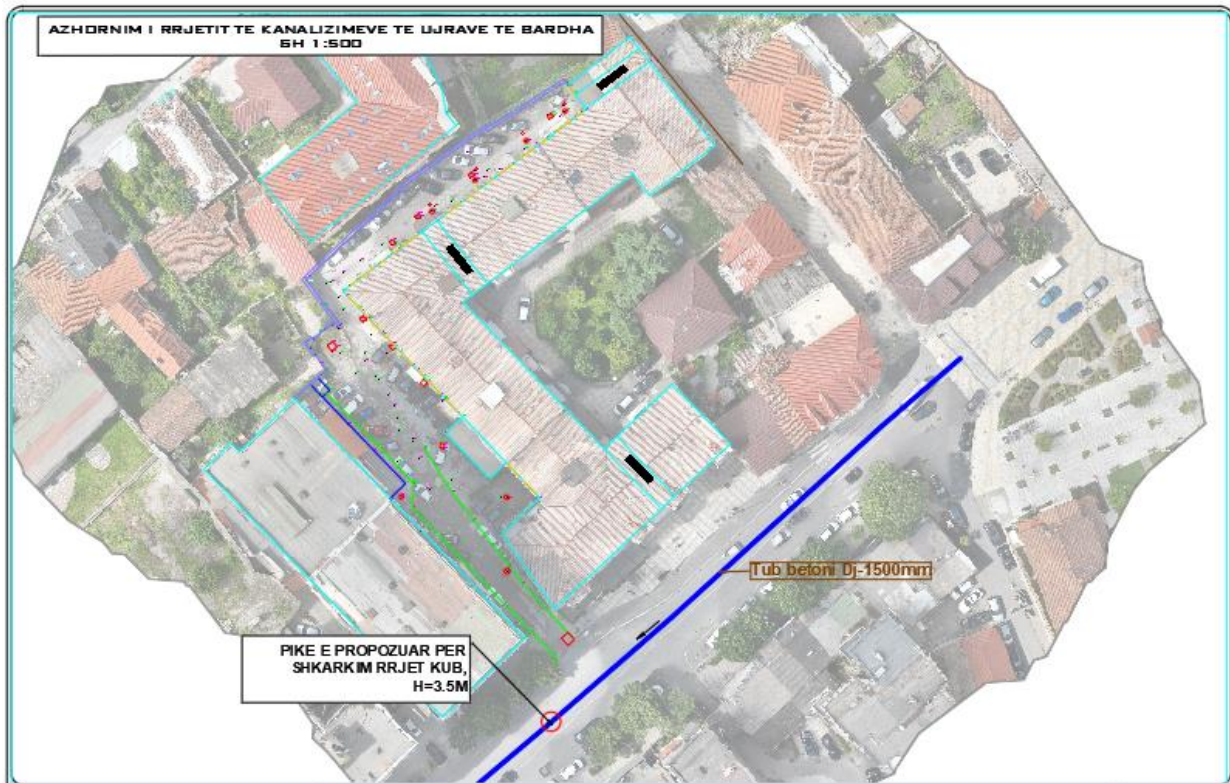 AZHORNIM I RRJETIT TE KANALIZIMEVE TE UJRAVE TE BARDHA
SH 1:500
Tub betoni Dj-1500mm
PIKE E PROPOZUAR PER
SHKARKIM RRJET KUB,
H=3.5M